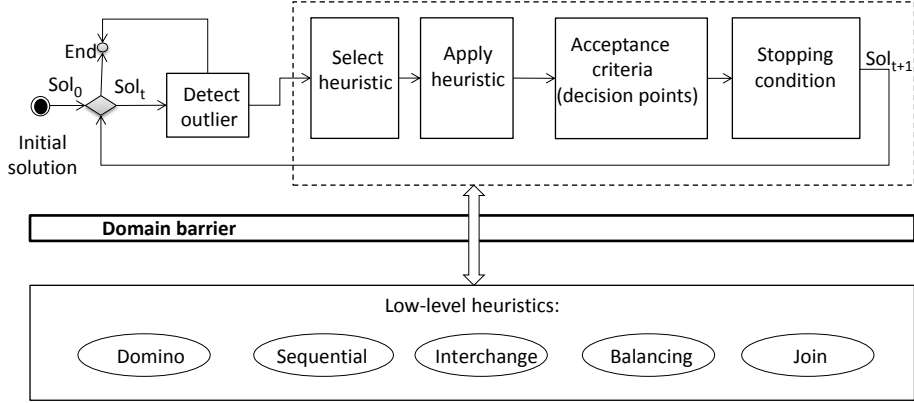 End
Sol0
Solt
Detect
outlier
Initial
solution
Select
heuristic
Apply
heuristic
Acceptance
criteria
(decision points)
Stopping
condition
Solt+1
Domain barrier
Low-level heuristics:
Domino
Sequential
Interchange
Balancing
Join